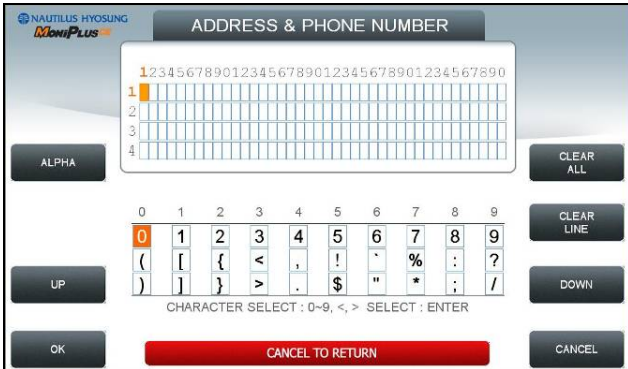 NAUTILUS HYOSUNG
MoniPlusCE
ADDRESS & PHONE NUMBER
1234567890123456789012345678901234567890
1
2
3
4
ALPHA
CLEAR
ALL
0 1 2 3 4 5 6 7 8 9
CLEAR
LINE
0 1 2 3 4 5 6 7 8 9
( [ { < , ! ` % : ?
) ] } > . $ " * ; /
UP
DOWN
CHARACTER SELECT : 0~9, <, > SELECT : ENTER
OK
CANCEL TO RETURN
CANCEL